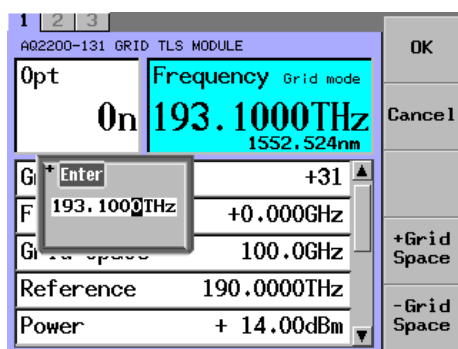 1 2 3
AQ2200-131 GRID TLS MODULE
OK
Opt
Frequency Grid mode
On
193.1000THz
1552.524nm
Cancel
+31
+ Enter
193.1000THz
+0.000GHz
100.0GHz
+Grid
Space
Reference 190.0000THz
Power + 14.00dBm
-Grid
Space